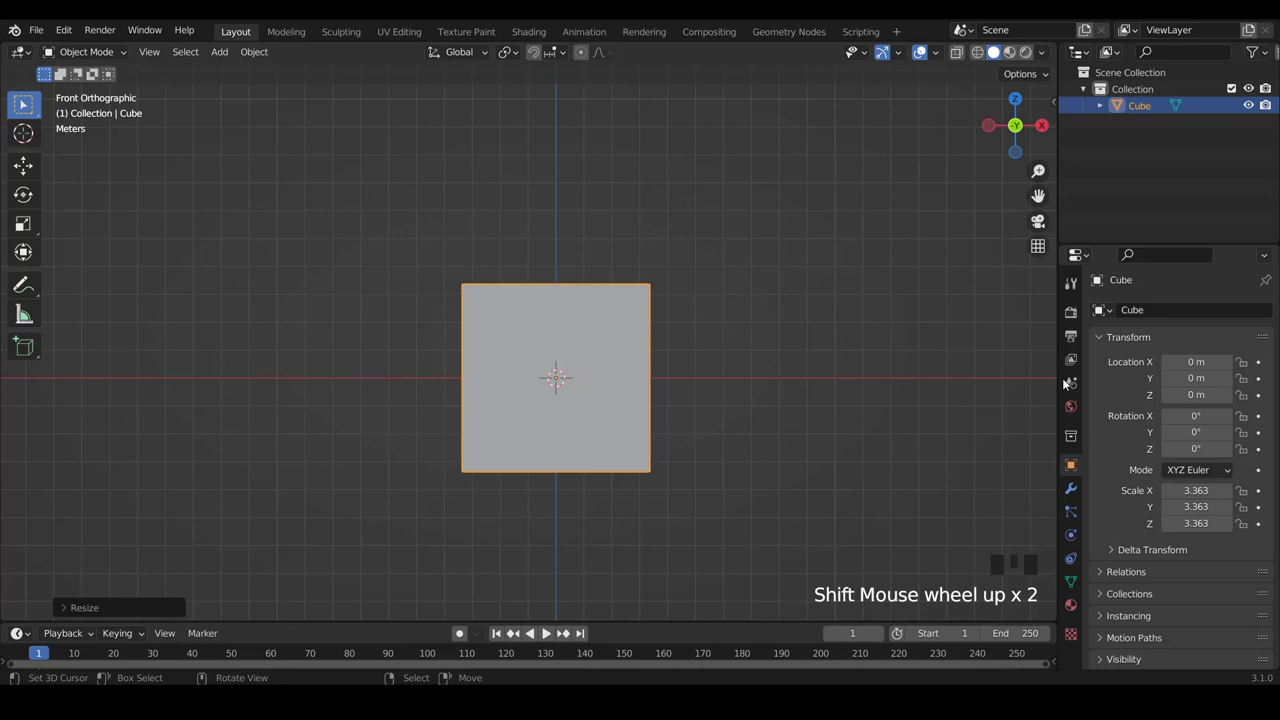 File Edit Render Window Help Layout Modeling Sculpting UV Editing Texture Paint Shading Animation Rendering Compositing Geometry Nodes Scripting + Scene ViewLayer
Object Mode View Select Add Object Global
Options
Scene Collection
Collection
Cube
Front Orthographic
(1) Collection | Cube
Meters
Z
-Y
X
Cube
Cube
Transform
Location X 0 m
Y 0 m
Z 0 m
Rotation X 0°
Y 0°
Z 0°
Mode XYZ Euler
Scale X 3.363
Y 3.363
Z 3.363
Delta Transform
Relations
Collections
Instancing
Motion Paths
Visibility
Shift Mouse wheel up x 2
Resize
Playback Keying View Marker 1 Start 1 End 250
1 10 20 30 40 50 60 70 80 90 100 110 120 130 140 150 160 170 180 190 200 210 220 230 240 250
Set 3D Cursor Box Select Rotate View Select Move 3.1.0